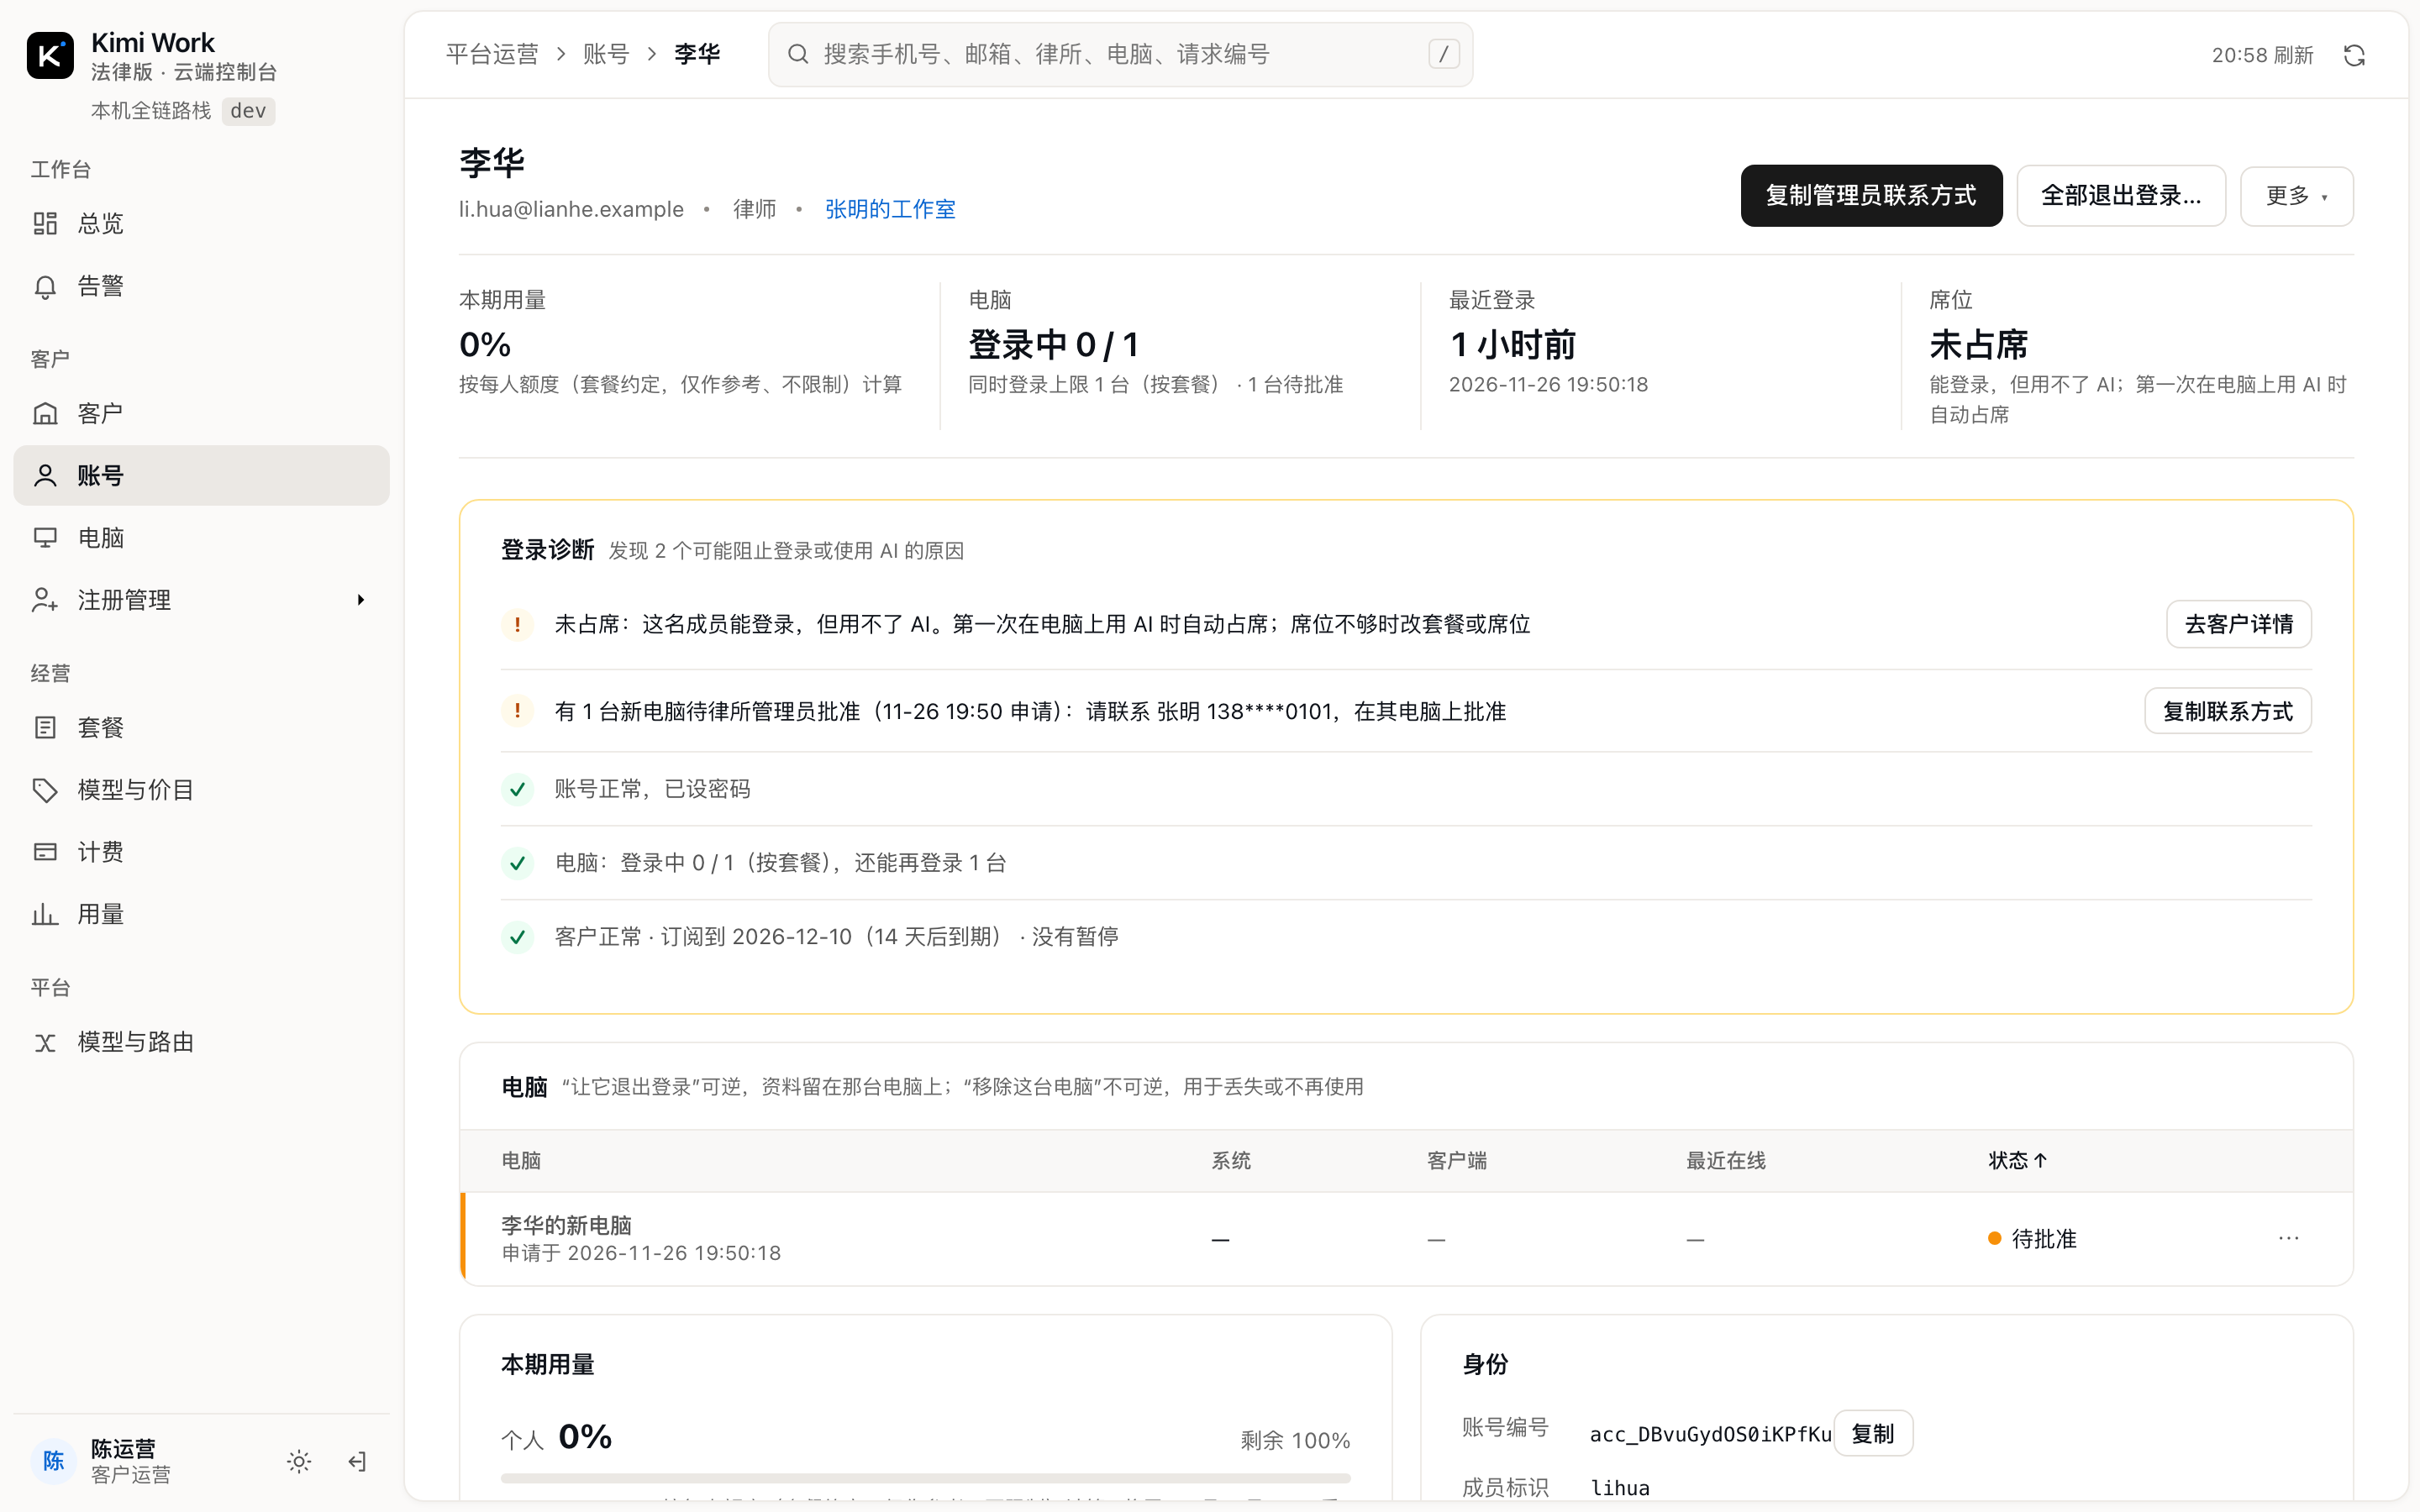 Kimi Work
法律版 · 云端控制台
本机全链路栈 dev
工作台
总览
告警
客户
客户
账号
电脑
注册管理
经营
套餐
模型与价目
计费
用量
平台
模型与路由
陈 陈运营
客户运营
平台运营 > 账号 > 李华
搜索手机号、邮箱、律所、电脑、请求编号 /
20:58 刷新
李华
li.hua@lianhe.example • 律师 • 张明的工作室
复制管理员联系方式 全部退出登录... 更多
本期用量
0%
按每人额度（套餐约定，仅作参考、不限制）计算
电脑
登录中 0 / 1
同时登录上限 1 台（按套餐） · 1 台待批准
最近登录
1 小时前
2026-11-26 19:50:18
席位
未占席
能登录，但用不了 AI；第一次在电脑上用 AI 时
自动占席
登录诊断 发现 2 个可能阻止登录或使用 AI 的原因
! 未占席：这名成员能登录，但用不了 AI。第一次在电脑上用 AI 时自动占席；席位不够时改套餐或席位 去客户详情
! 有 1 台新电脑待律所管理员批准（11-26 19:50 申请）：请联系 张明 138****0101，在其电脑上批准 复制联系方式
账号正常，已设密码
电脑：登录中 0 / 1（按套餐），还能再登录 1 台
客户正常 · 订阅到 2026-12-10（14 天后到期） · 没有暂停
电脑 “让它退出登录”可逆，资料留在那台电脑上；“移除这台电脑”不可逆，用于丢失或不再使用
电脑 系统 客户端 最近在线 状态 ↑
李华的新电脑
申请于 2026-11-26 19:50:18
— — — 待批准 ...
本期用量
个人 0% 剩余 100%
身份
账号编号 acc_DBvuGydOS0iKPfKu 复制
成员标识 lihua